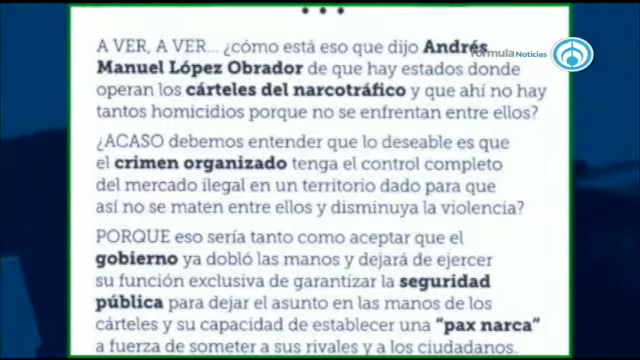 Fórmula Noticias
A VER, A VER... ¿cómo está eso que dijo Andrés
Manuel López Obrador de que hay estados donde
operan los cárteles del narcotráfico y que ahí no hay
tantos homicidios porque no se enfrentan entre ellos?
¿ACASO debemos entender que lo deseable es que
el crimen organizado tenga el control completo
del mercado ilegal en un territorio dado para que
así no se maten entre ellos y disminuya la violencia?
PORQUE eso sería tanto como aceptar que el
gobierno ya dobló las manos y dejará de ejercer
su función exclusiva de garantizar la seguridad
pública para dejar el asunto en las manos de los
cárteles y su capacidad de establecer una “pax narca”
a fuerza de someter a sus rivales y a los ciudadanos.